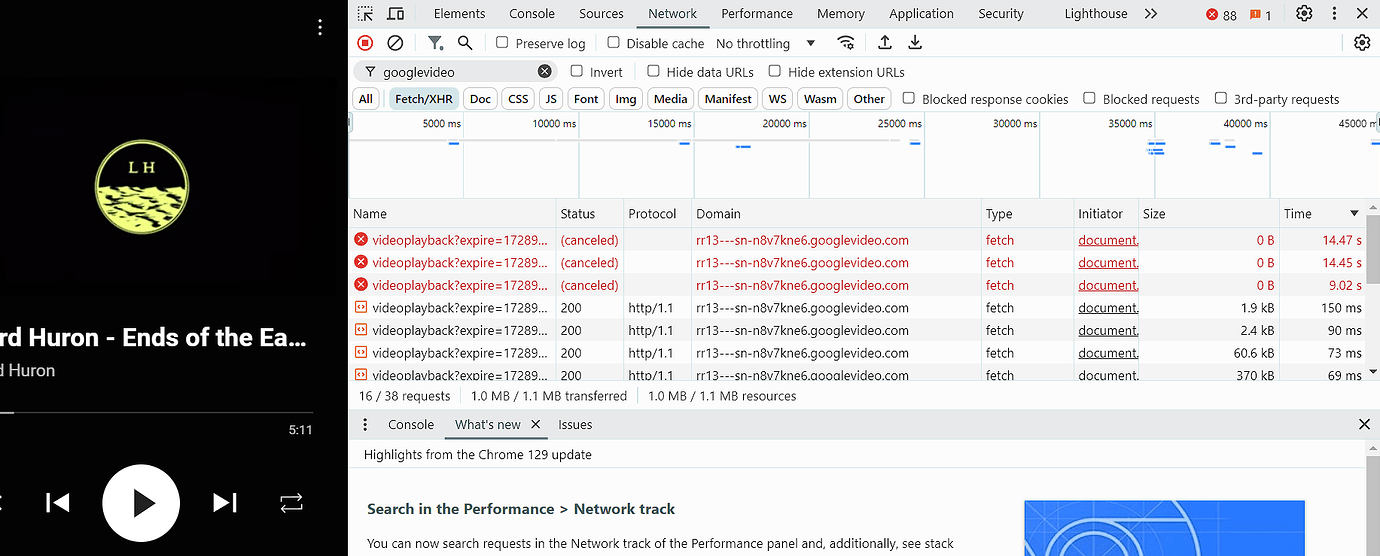 Elements Console Sources Network Performance Memory Application Security Lighthouse 88 1
Preserve log Disable cache No throttling
googlevideo Invert Hide data URLs Hide extension URLs
All Fetch/XHR Doc CSS JS Font Img Media Manifest WS Wasm Other Blocked response cookies Blocked requests 3rd-party requests
5000 ms 10000 ms 15000 ms 20000 ms 25000 ms 30000 ms 35000 ms 40000 ms 45000 m
Name Status Protocol Domain Type Initiator Size Time
videoplayback?expire=17289... (canceled) rr13---sn-n8v7kne6.googlevideo.com fetch document. 0 B 14.47 s
videoplayback?expire=17289... (canceled) rr13---sn-n8v7kne6.googlevideo.com fetch document. 0 B 14.45 s
videoplayback?expire=17289... (canceled) rr13---sn-n8v7kne6.googlevideo.com fetch document. 0 B 9.02 s
videoplayback?expire=17289... 200 http/1.1 rr13---sn-n8v7kne6.googlevideo.com fetch document. 1.9 kB 150 ms
videoplayback?expire=17289... 200 http/1.1 rr13---sn-n8v7kne6.googlevideo.com fetch document. 2.4 kB 90 ms
videoplayback?expire=17289... 200 http/1.1 rr13---sn-n8v7kne6.googlevideo.com fetch document. 60.6 kB 73 ms
videoplayback?expire=17289... 200 http/1.1 rr13---sn-n8v7kne6.googlevideo.com fetch document. 370 kB 69 ms
16 / 38 requests 1.0 MB / 1.1 MB transferred 1.0 MB / 1.1 MB resources
Console What's new Issues
Highlights from the Chrome 129 update
Search in the Performance > Network track
You can now search requests in the Network track of the Performance panel and, additionally, see stack
L H
rd Huron - Ends of the Ea...
d Huron
5:11